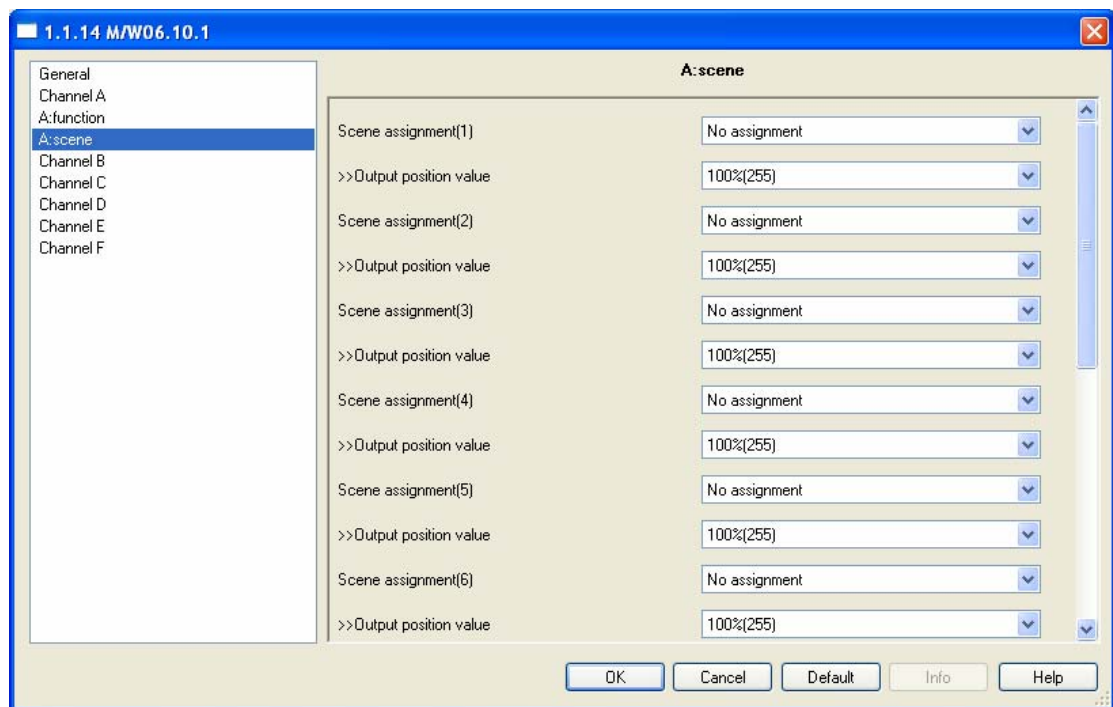 1.1.14 M/W06.10.1
General
Channel A
A:function
A:scene
Channel B
Channel C
Channel D
Channel E
Channel F
A:scene
Scene assignment(1) No assignment
>>Output position value 100%(255)
Scene assignment(2) No assignment
>>Output position value 100%(255)
Scene assignment(3) No assignment
>>Output position value 100%(255)
Scene assignment(4) No assignment
>>Output position value 100%(255)
Scene assignment(5) No assignment
>>Output position value 100%(255)
Scene assignment(6) No assignment
>>Output position value 100%(255)
OK Cancel Default Info Help